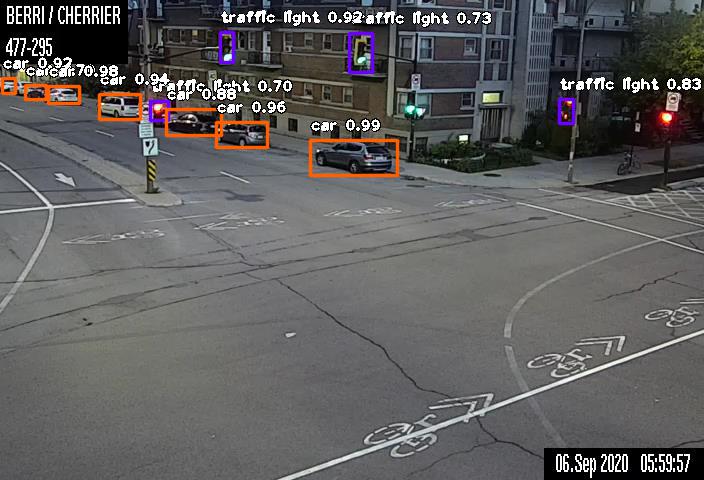 BERRI / CHERRIER
477-295
traffic light 0.92
traffic light 0.73
car 0.92
car 0.98
car 0.94
traffic light 0.70
car 0.88
car 0.96
car 0.99
traffic light 0.83
06.Sep 2020 05:59:57